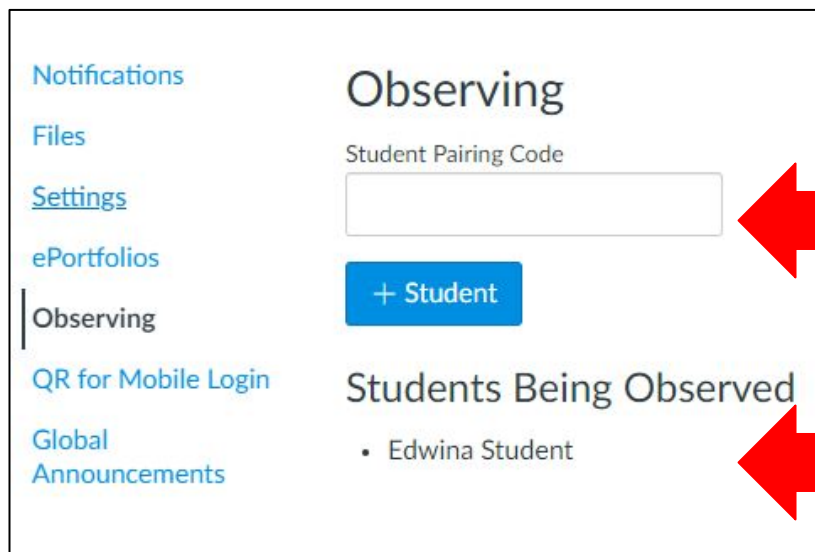 Notifications
Files
Settings
ePortfolios
Observing
QR for Mobile Login
Global
Announcements
Observing
Student Pairing Code
+ Student
Students Being Observed
• Edwina Student